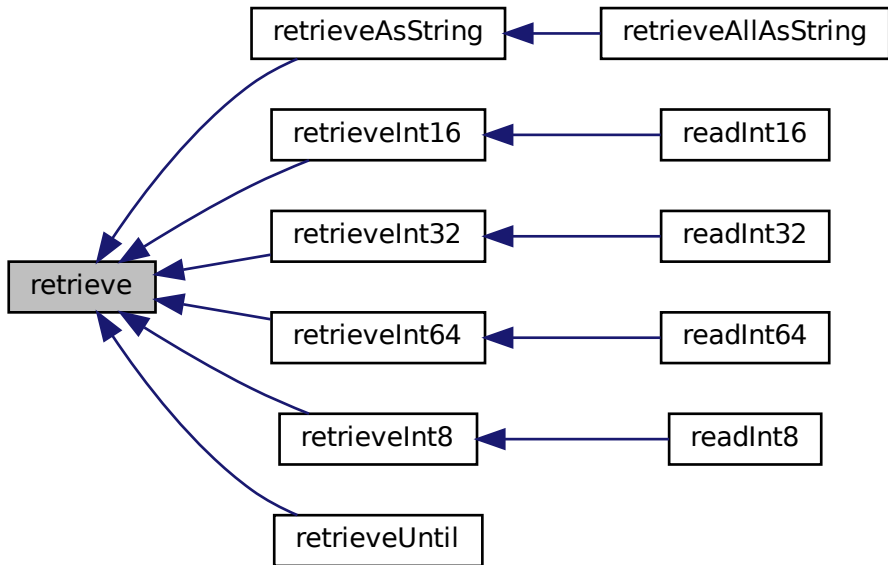 retrieveAsString
retrieveAllAsString
retrieveInt16
readInt16
retrieveInt32
readInt32
retrieve
retrieveInt64
readInt64
retrieveInt8
readInt8
retrieveUntil